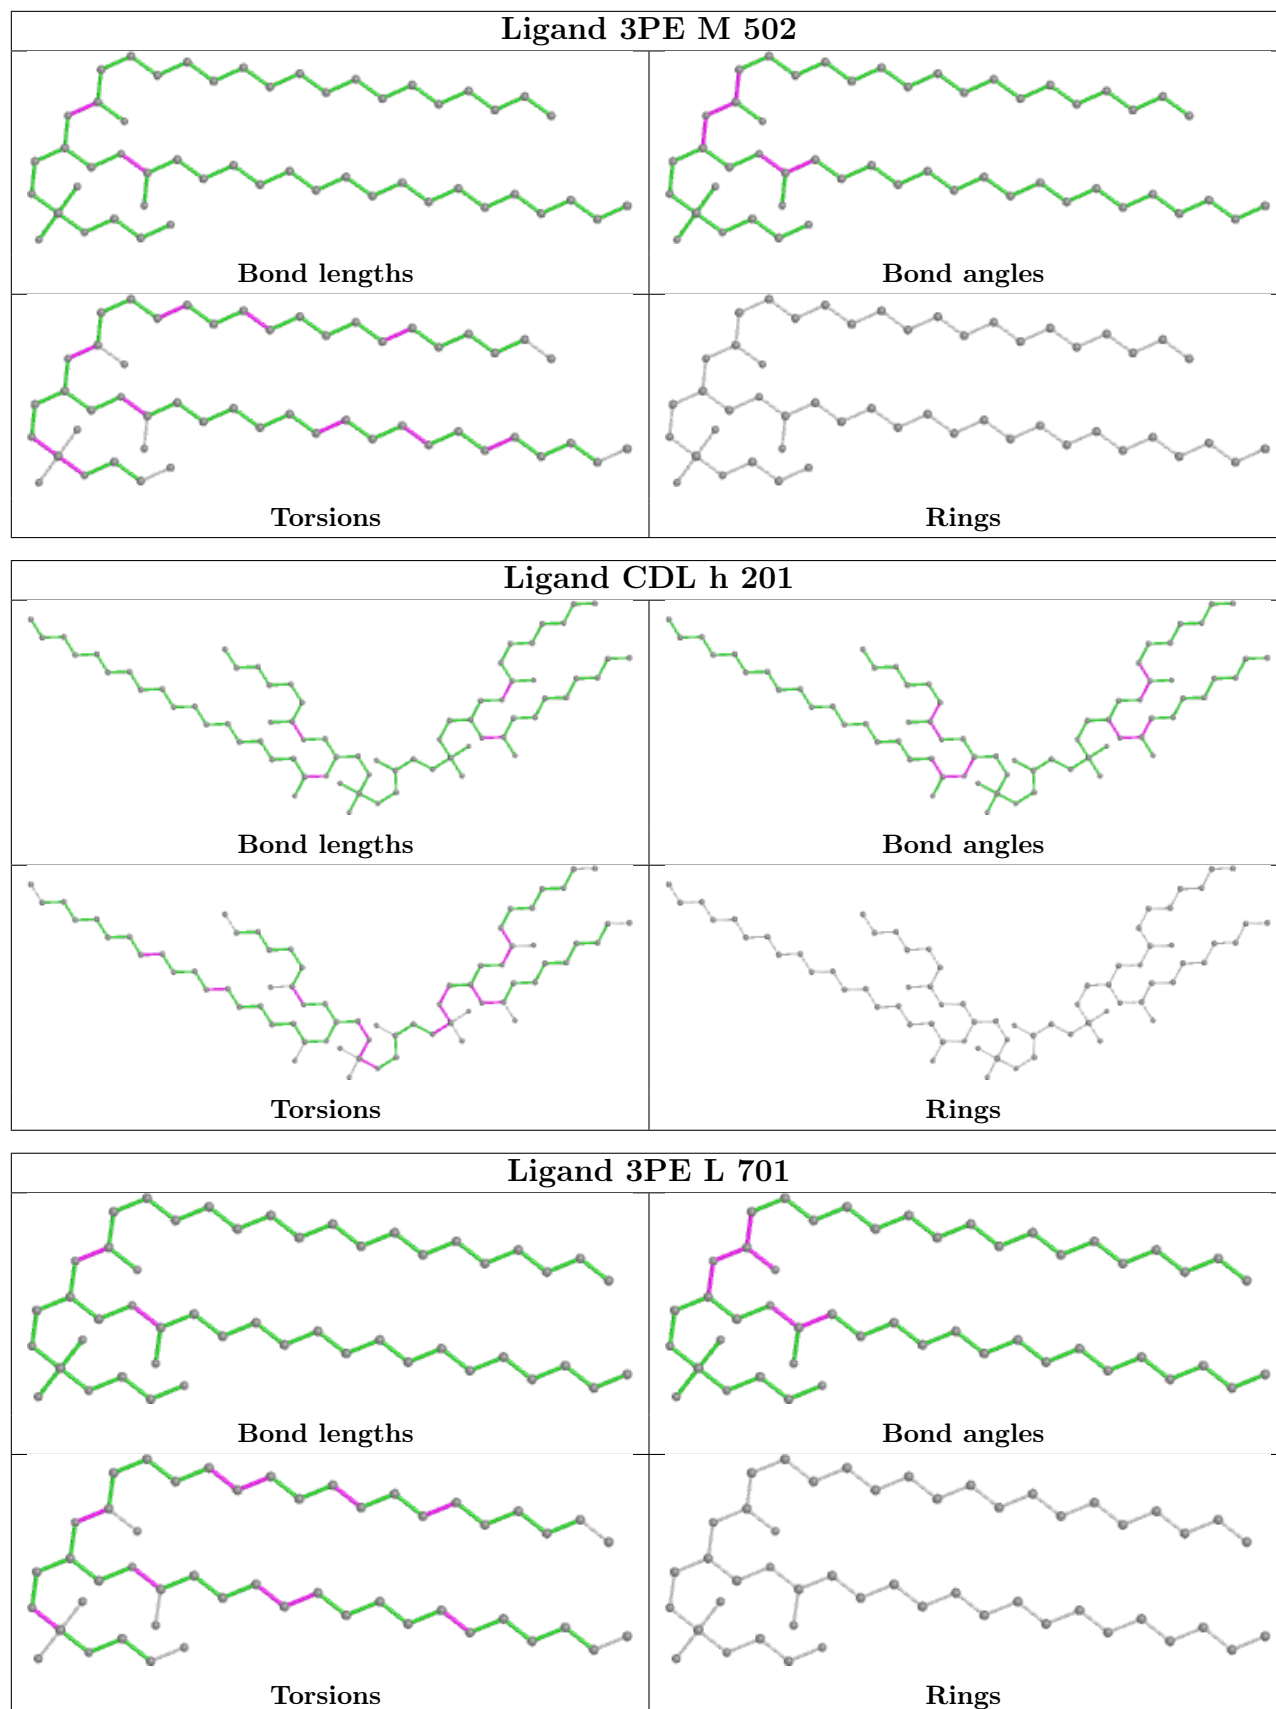 Ligand 3PE M 502
Bond lengths
Bond angles
Torsions
Rings
Ligand CDL h 201
Bond lengths
Bond angles
Torsions
Rings
Ligand 3PE L 701
Bond lengths
Bond angles
Torsions
Rings